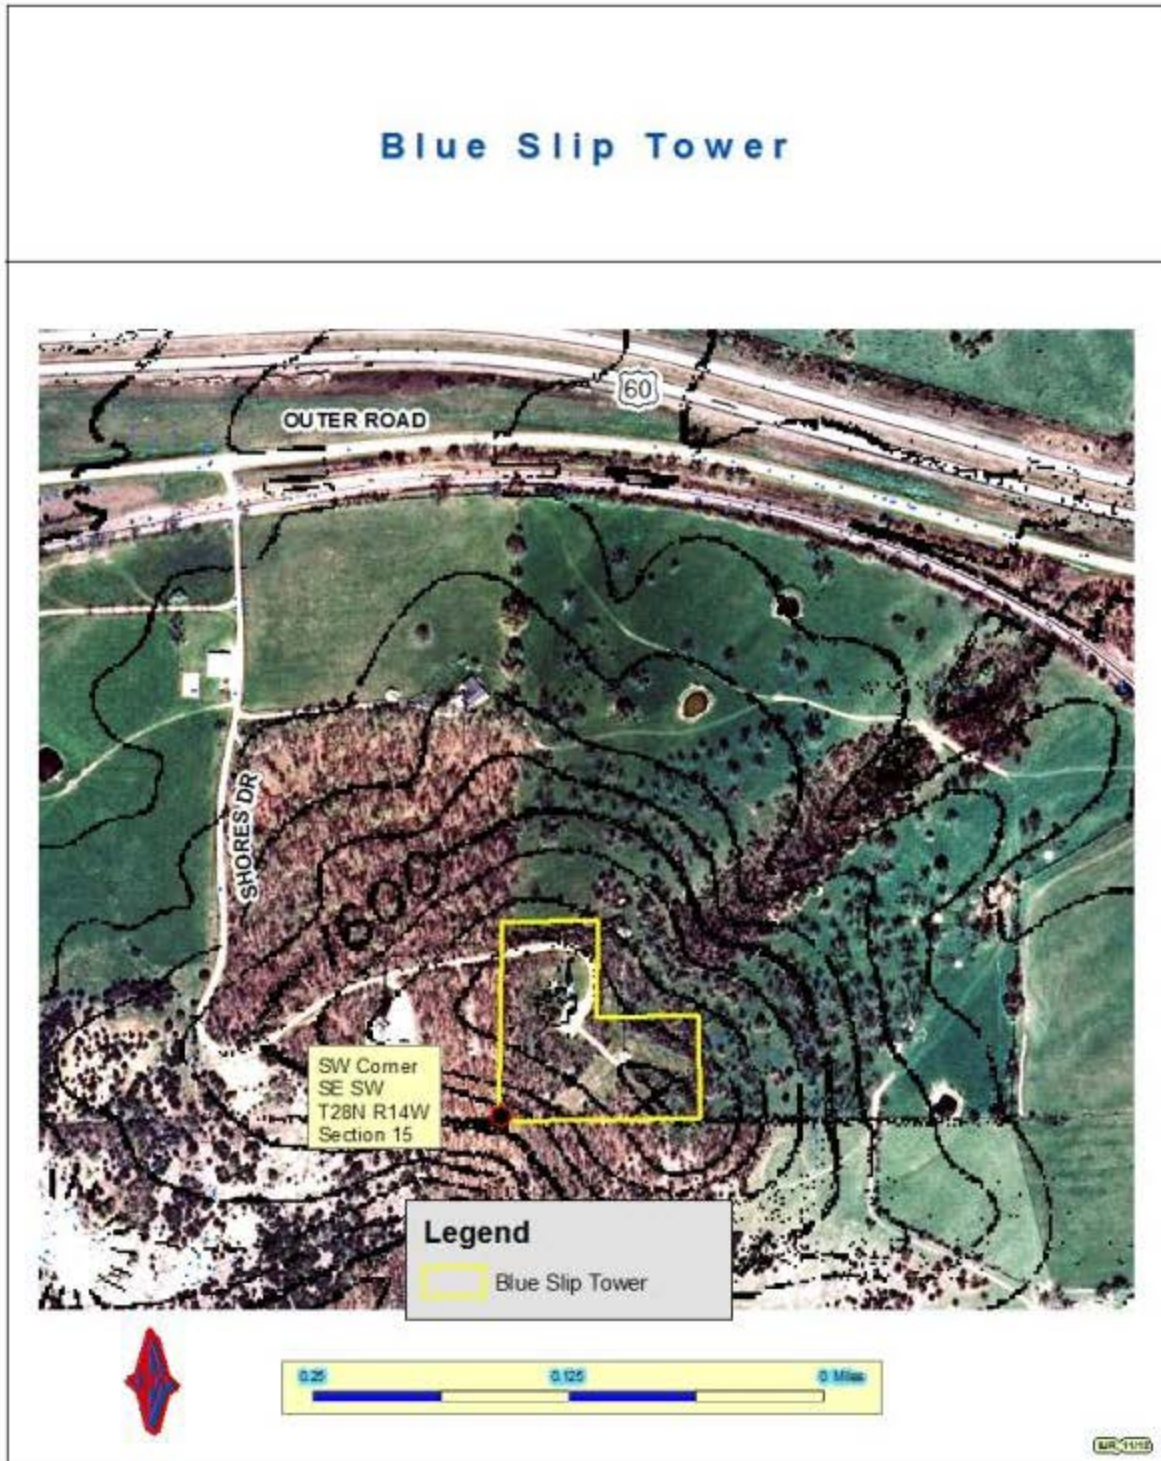 Blue Slip Tower
60
OUTER ROAD
SHORES DR
SW Corner
SE SW
T28N R14W
Section 15
Legend
Blue Slip Tower
0.25 0.125 0 Miles